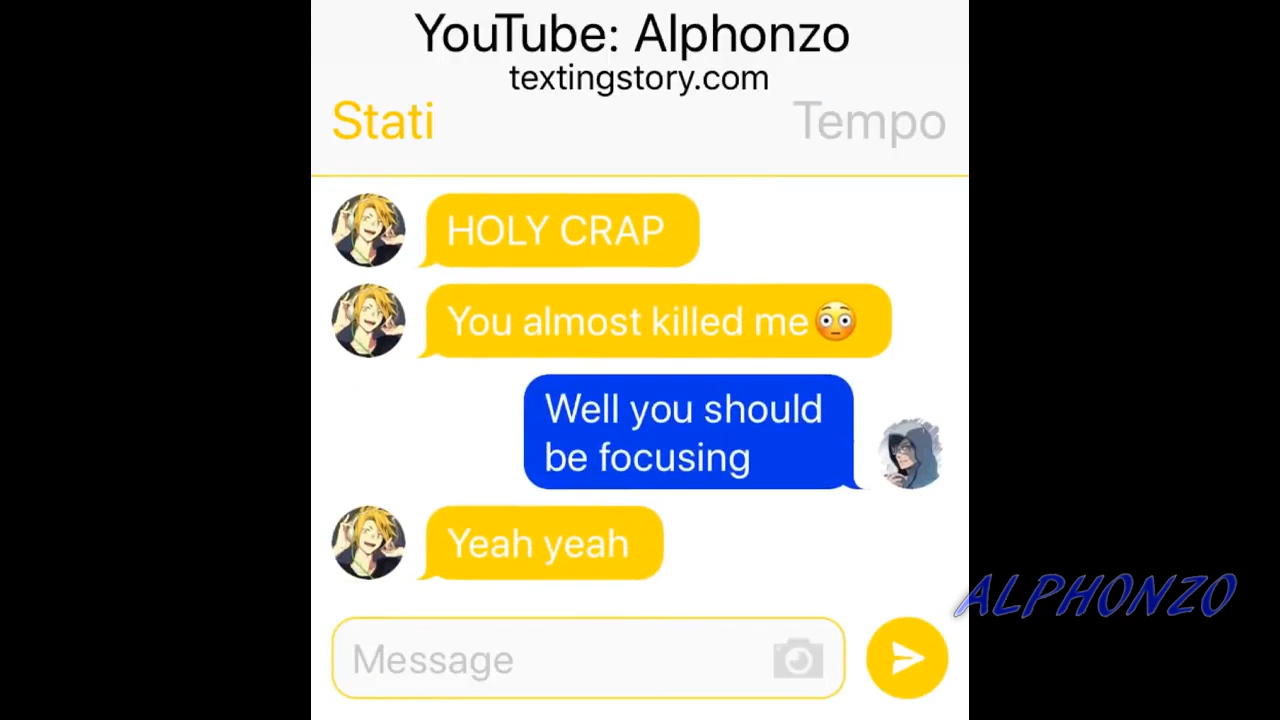 YouTube: Alphonzo
textingstory.com
Stati
Tempo
HOLY CRAP
You almost killed me😳
Well you should
be focusing
Yeah yeah
ALPHONZO
Message